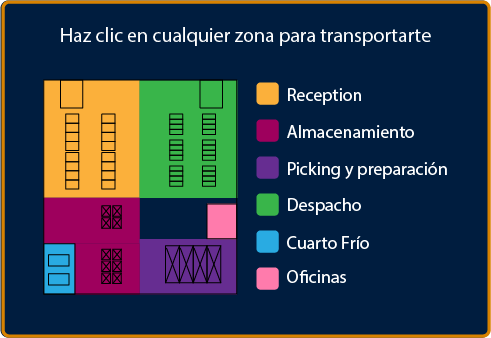 Haz clic en cualquier zona para transportarte
Reception
Almacenamiento
Picking y preparación
Despacho
Cuarto Frío
Oficinas